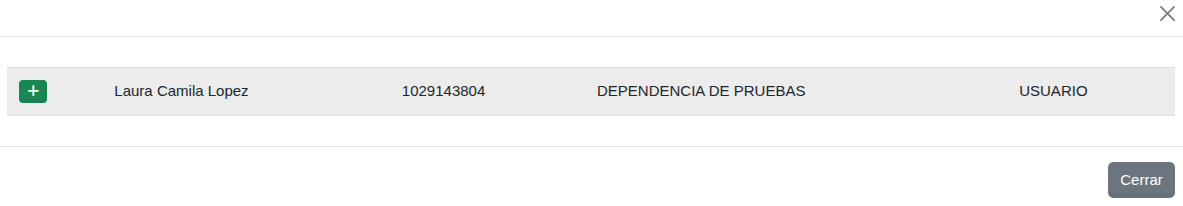 Laura Camila Lopez 1029143804 DEPENDENCIA DE PRUEBAS USUARIO
Cerrar